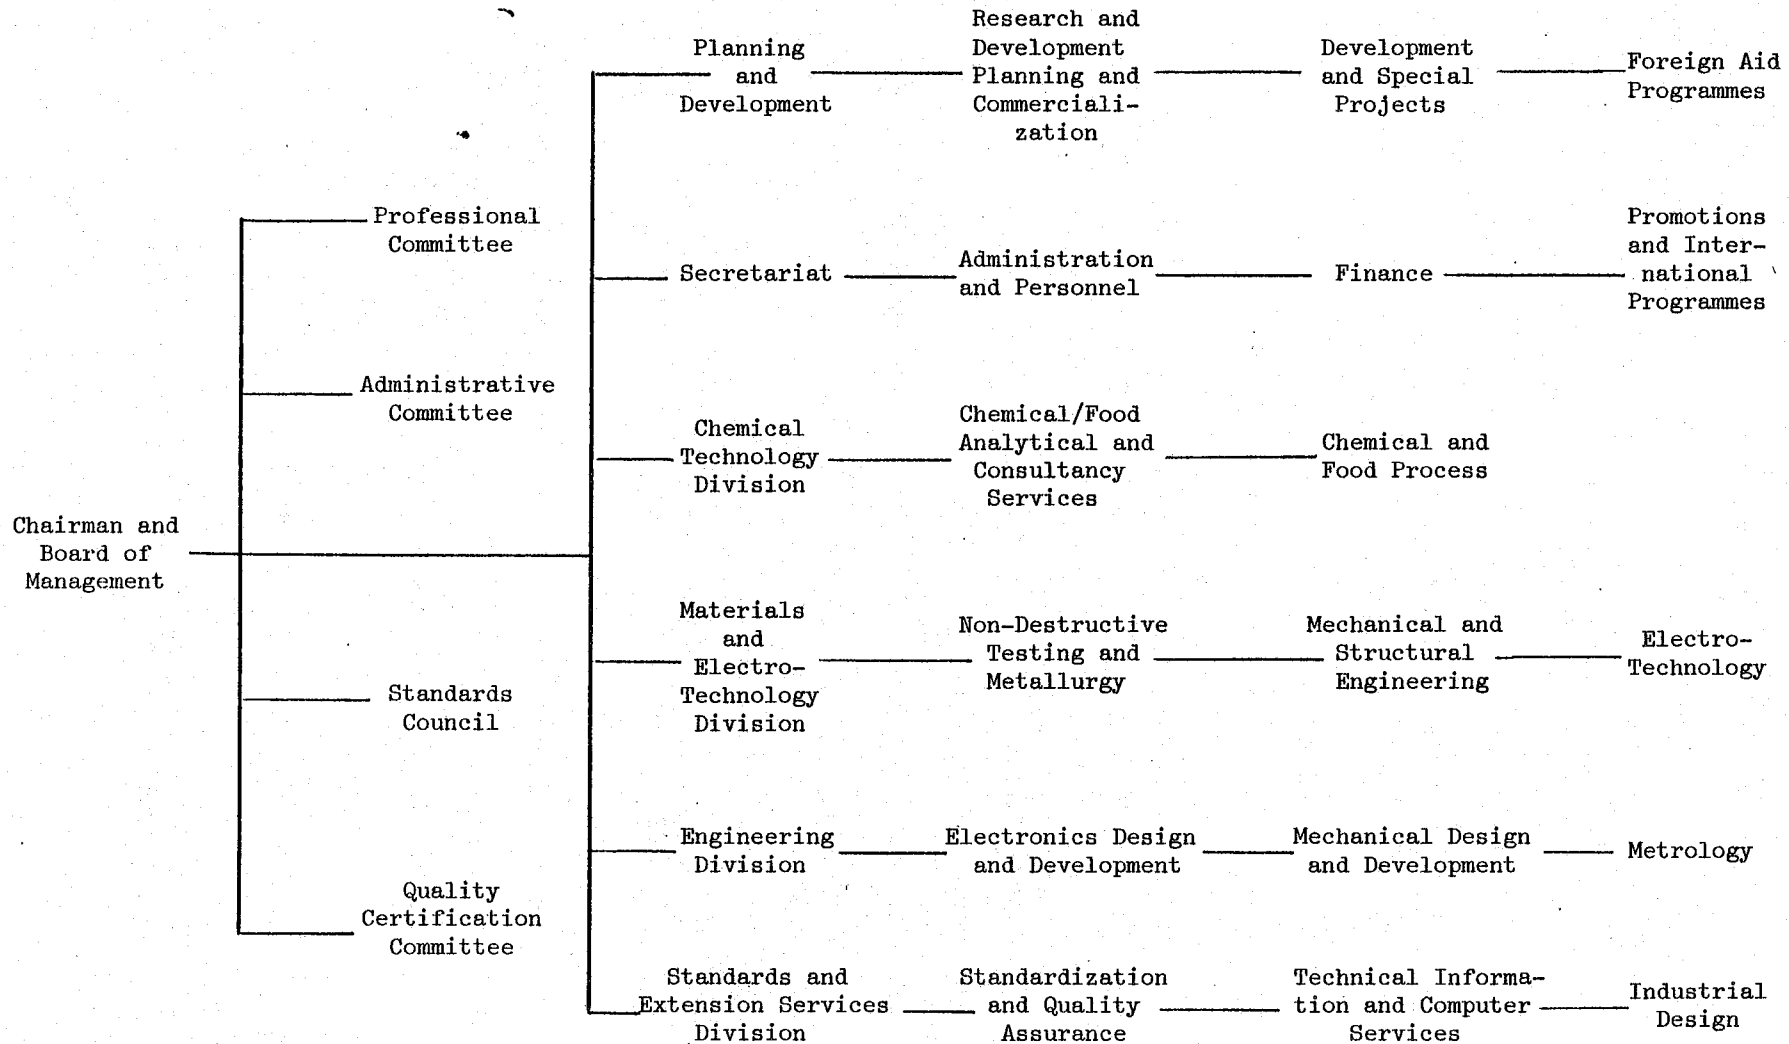 Planning
and
Development
Research and
Development
Planning and
Commerciali-
zation
Development
and Special
Projects
Foreign Aid
Programmes
Professional
Committee
Secretariat
Administration
and Personnel
Finance
Promotions
and Inter-
national
Programmes
Administrative
Committee
Chemical
Technology
Division
Chemical/Food
Analytical and
Consultancy
Services
Chemical and
Food Process
Chairman and
Board of
Management
Materials
and
Electro-
Technology
Division
Non-Destructive
Testing and
Metallurgy
Mechanical and
Structural
Engineering
Electro-
Technology
Standards
Council
Engineering
Division
Electronics Design
and Development
Mechanical Design
and Development
Metrology
Quality
Certification
Committee
Standards and
Extension Services
Division
Standardization
and Quality
Assurance
Technical Informa-
tion and Computer
Services
Industrial
Design